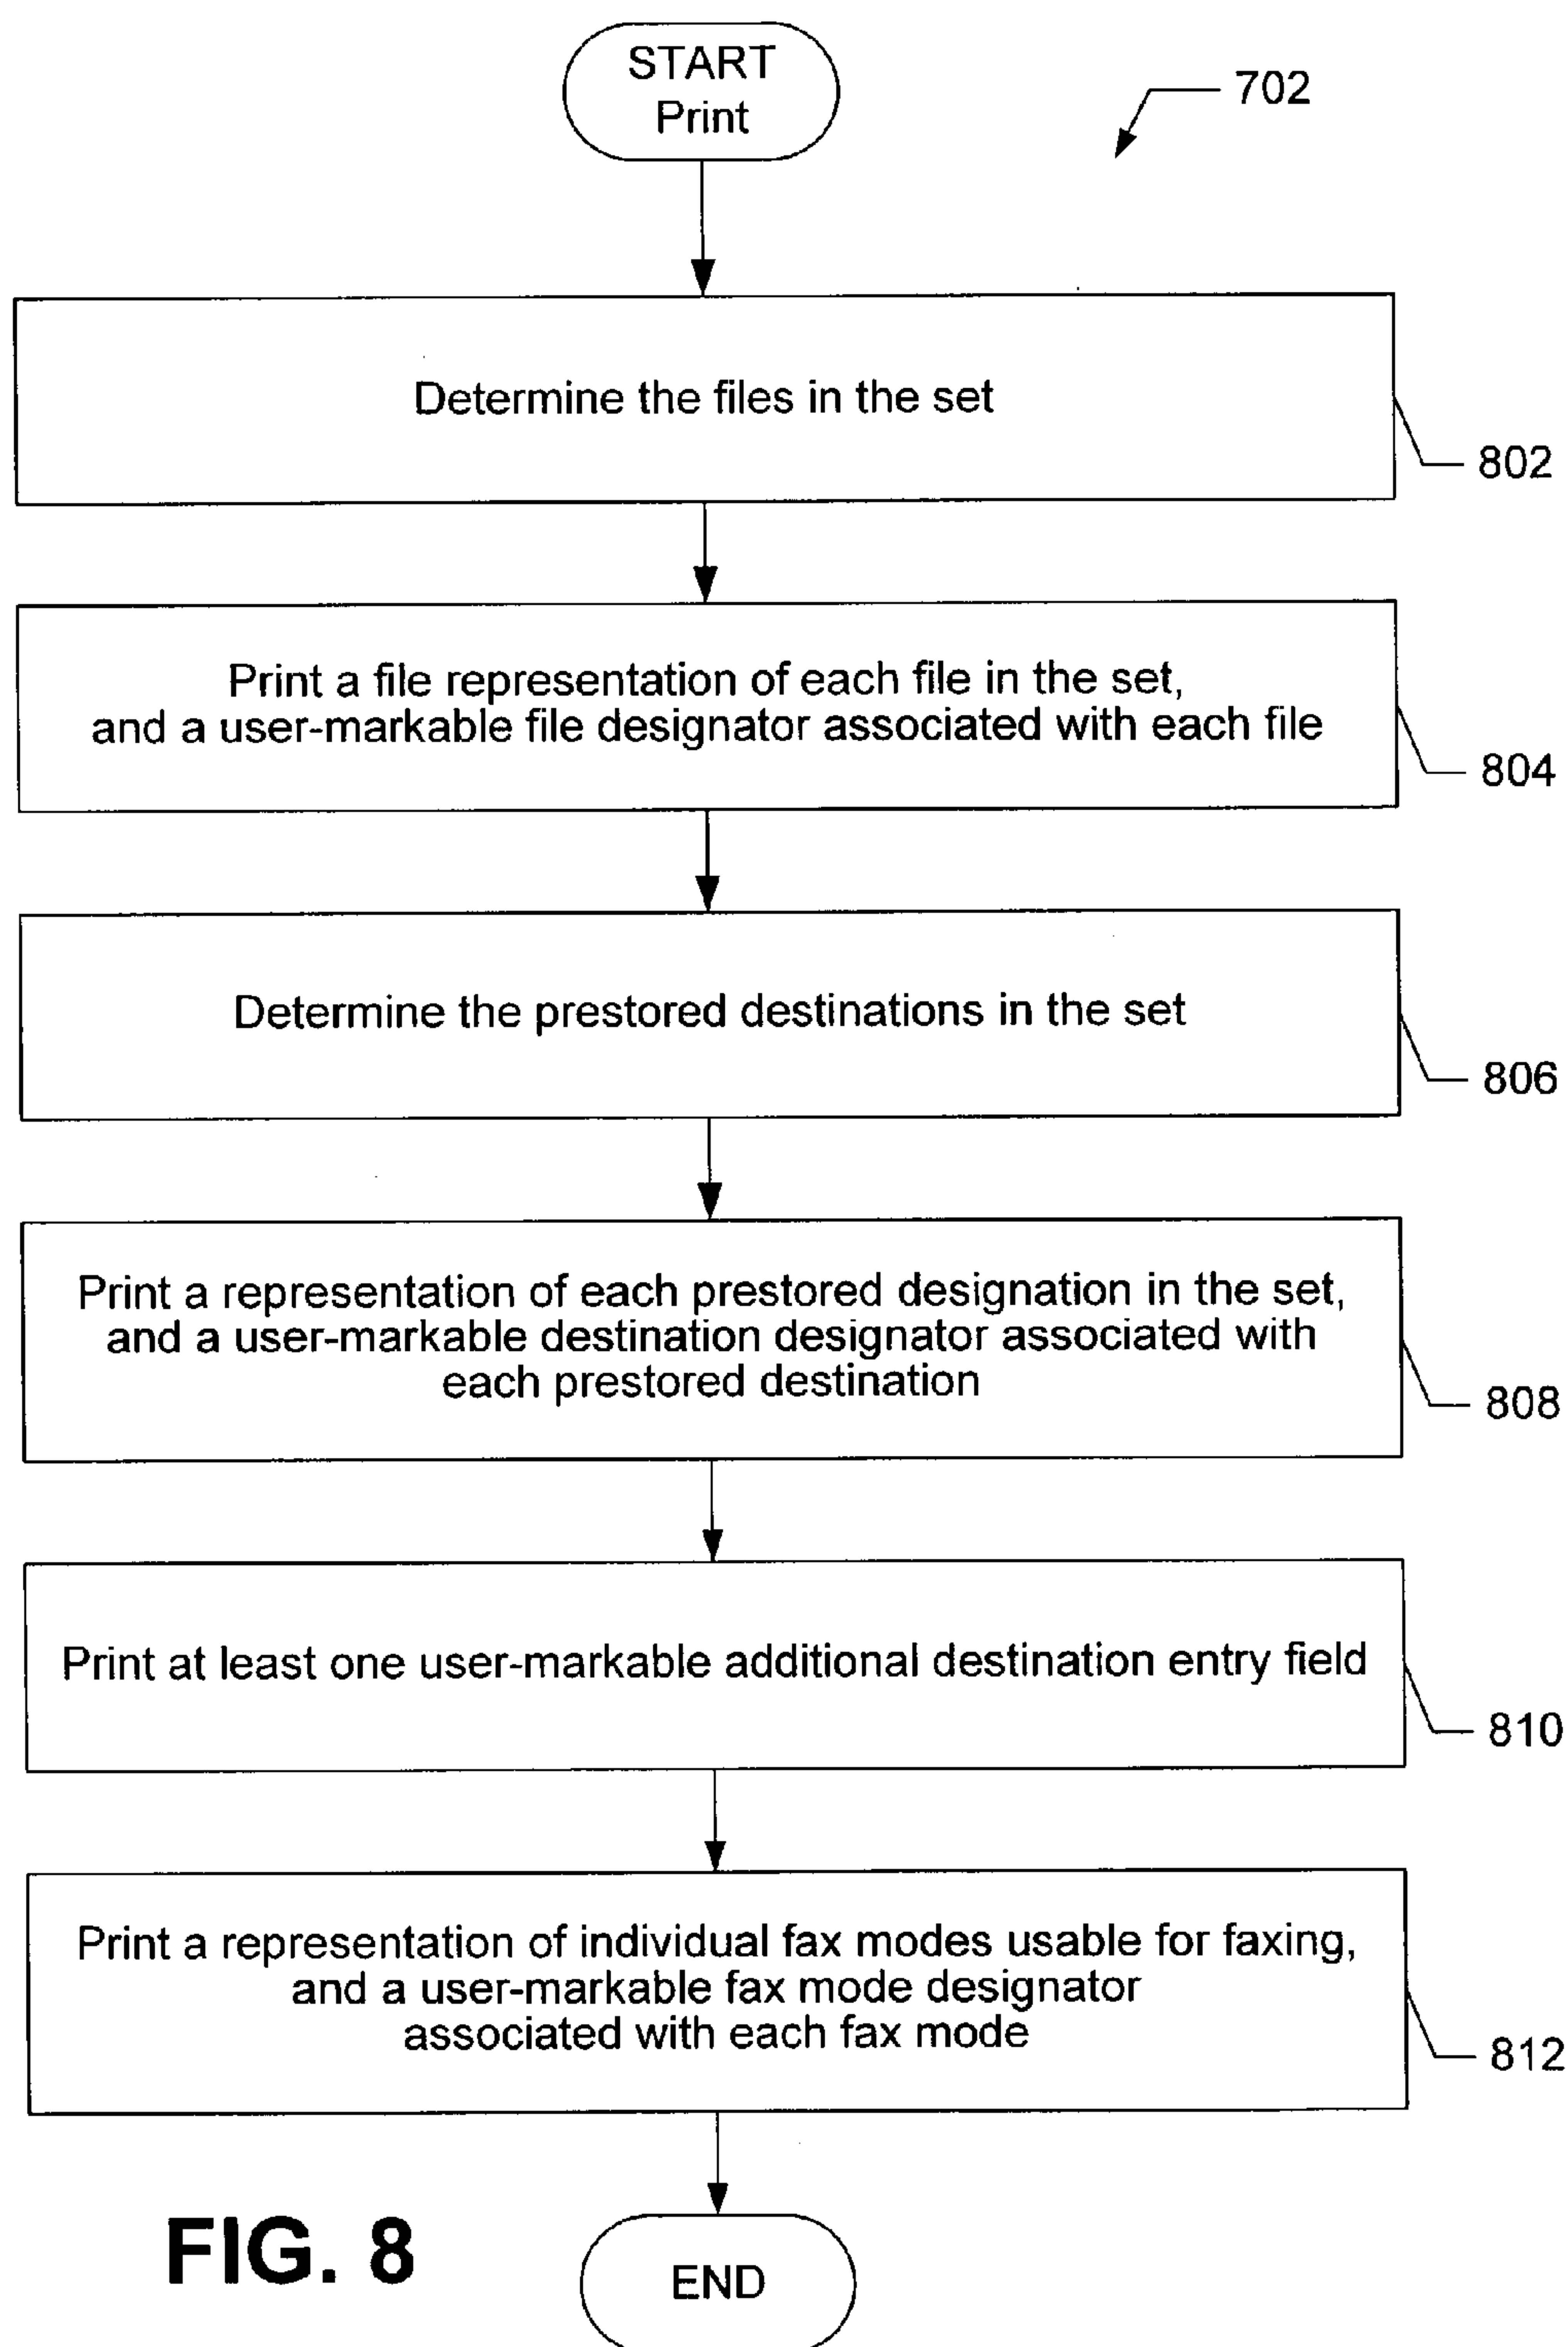 START
Print
702
Determine the files in the set
802
Print a file representation of each file in the set,
and a user-markable file designator associated with each file
804
Determine the prestored destinations in the set
806
Print a representation of each prestored designation in the set,
and a user-markable destination designator associated with
each prestored destination
808
Print at least one user-markable additional destination entry field
810
Print a representation of individual fax modes usable for faxing,
and a user-markable fax mode designator
associated with each fax mode
812
FIG. 8
END